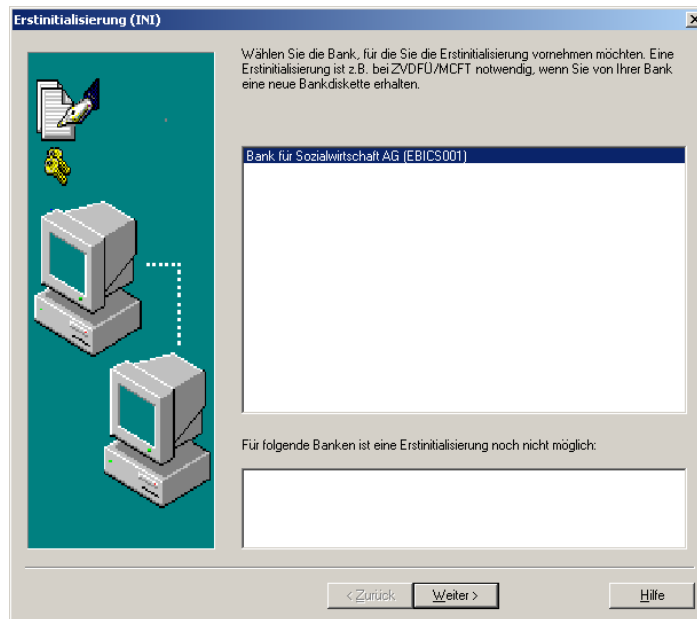 Erstinitialisierung (INI)
Wählen Sie die Bank, für die Sie die Erstinitialisierung vornehmen möchten. Eine
Erstinitialisierung ist z.B. bei ZVDFÜ/MCFT notwendig, wenn Sie von Ihrer Bank
eine neue Bankdiskette erhalten.
Bank für Sozialwirtschaft AG (EBICS001)
Für folgende Banken ist eine Erstinitialisierung noch nicht möglich:
< Zurück Weiter > Hilfe